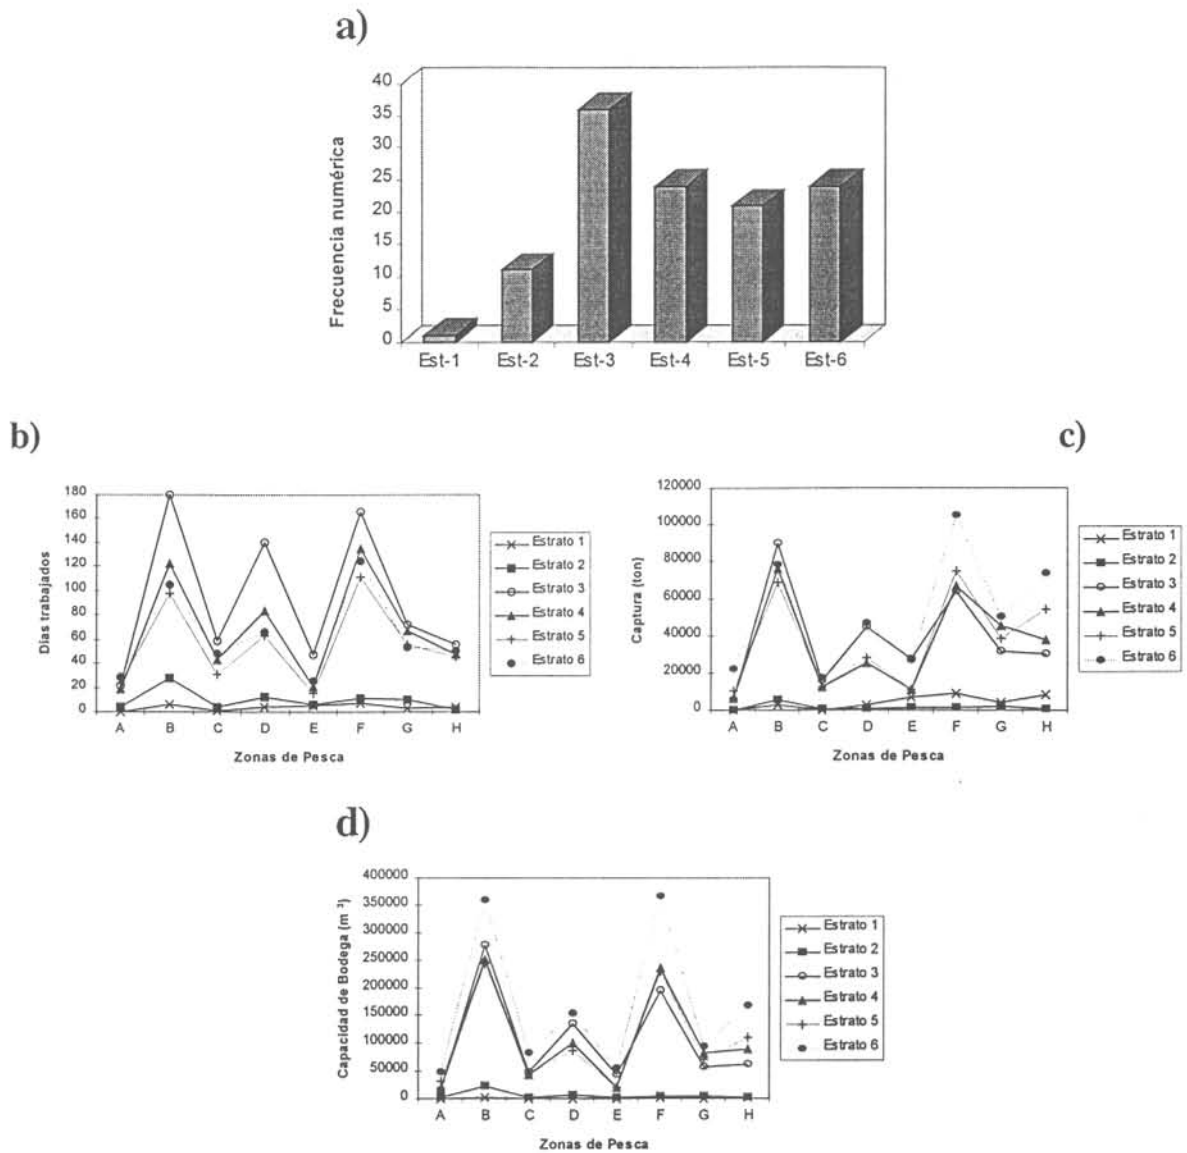 a)
Frecuencia numérica
40
35
30
25
20
15
10
5
0
Est-1 Est-2 Est-3 Est-4 Est-5 Est-6
b)
Días trabajados
180
160
140
120
100
80
60
40
20
0
A B C D E F G H
Zonas de Pesca
Estrato 1
Estrato 2
Estrato 3
Estrato 4
Estrato 5
Estrato 6
c)
Captura (ton)
120000
100000
80000
60000
40000
20000
0
A B C D E F G H
Zonas de Pesca
Estrato 1
Estrato 2
Estrato 3
Estrato 4
Estrato 5
Estrato 6
d)
Capacidad de Bodega (m³)
400000
350000
300000
250000
200000
150000
100000
50000
0
A B C D E F G H
Zonas de Pesca
Estrato 1
Estrato 2
Estrato 3
Estrato 4
Estrato 5
Estrato 6